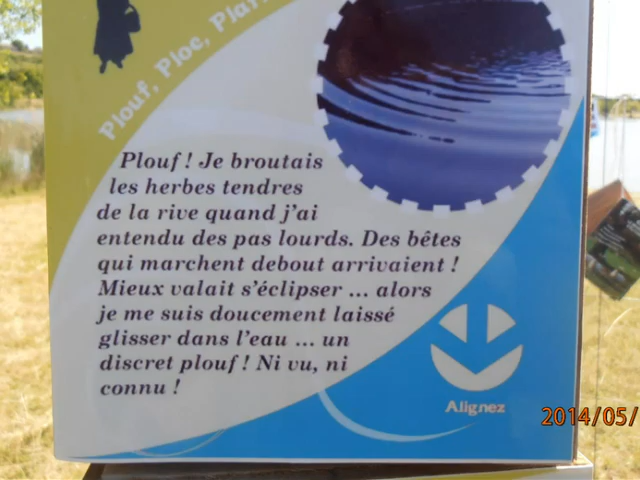 Plouf, Ploc, 
Plouf ! Je broutais
les herbes tendres
de la rive quand j'ai
entendu des pas lourds. Des bêtes
qui marchent debout arrivaient !
Mieux valait s'éclipser ... alors
je me suis doucement laissé
glisser dans l'eau ... un
discret plouf ! Ni vu, ni
connu !
Alignez
2014/05/